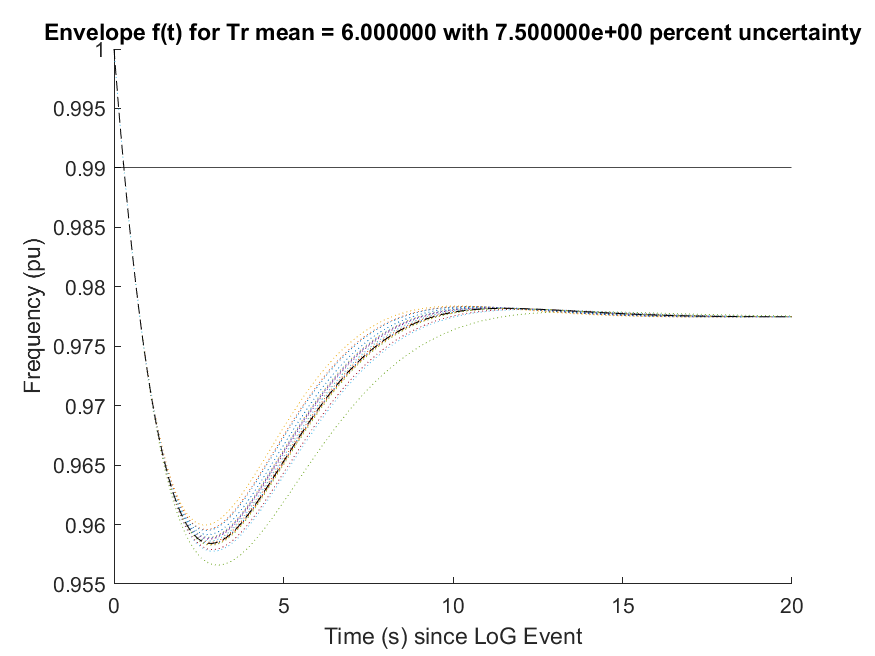 Envelope f(t) for Tr mean = 6.000000 with 7.500000e+00 percent uncertainty
1
0.995
0.99
0.985
0.98
0.975
0.97
0.965
0.96
0.955
Frequency (pu)
0 5 10 15 20
Time (s) since LoG Event